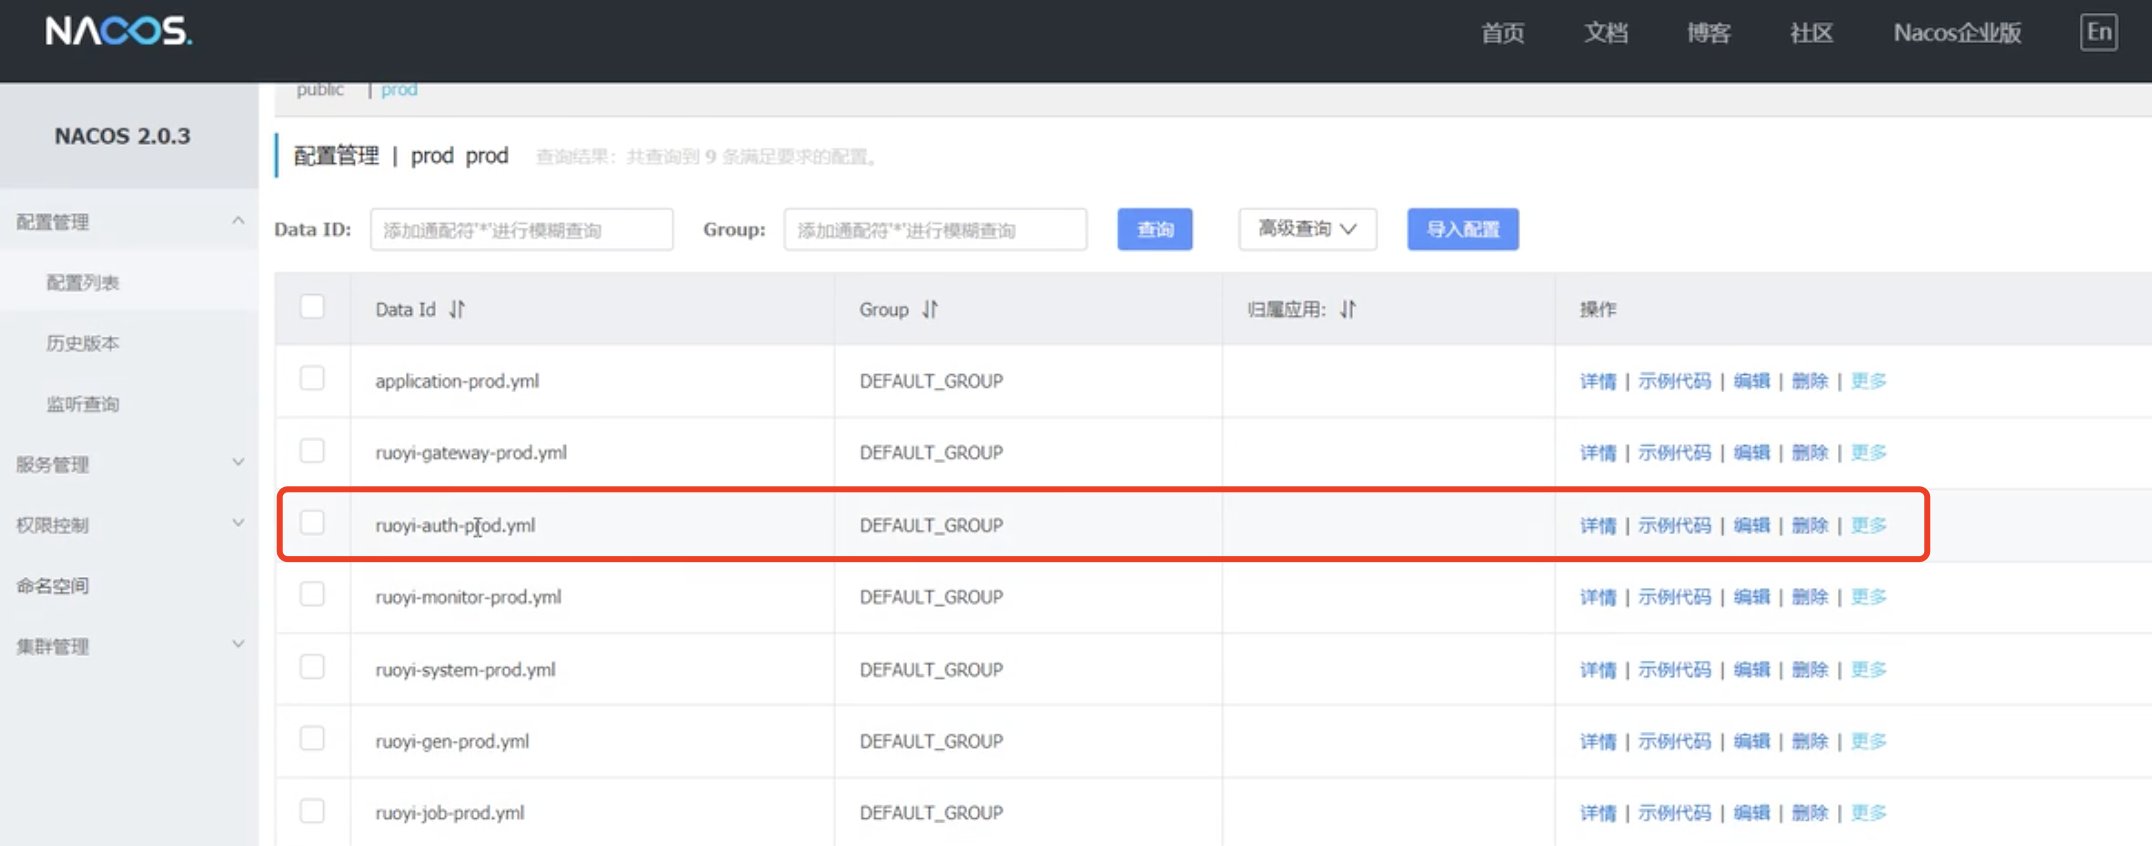 NACOS.
首页 文档 博客 社区 Nacos企业版 En
public | prod
NACOS 2.0.3
配置管理 | prod prod 查询结果：共查询到 9 条满足要求的配置。
配置管理
Data ID: 添加通配符'*'进行模糊查询 Group: 添加通配符'*'进行模糊查询 查询 高级查询 导入配置
配置列表
Data Id Group 归属应用: 操作
历史版本
application-prod.yml DEFAULT_GROUP 详情 | 示例代码 | 编辑 | 删除 | 更多
监听查询
ruoyi-gateway-prod.yml DEFAULT_GROUP 详情 | 示例代码 | 编辑 | 删除 | 更多
服务管理
ruoyi-auth-prod.yml DEFAULT_GROUP 详情 | 示例代码 | 编辑 | 删除 | 更多
权限控制
命名空间
ruoyi-monitor-prod.yml DEFAULT_GROUP 详情 | 示例代码 | 编辑 | 删除 | 更多
集群管理
ruoyi-system-prod.yml DEFAULT_GROUP 详情 | 示例代码 | 编辑 | 删除 | 更多
ruoyi-gen-prod.yml DEFAULT_GROUP 详情 | 示例代码 | 编辑 | 删除 | 更多
ruoyi-job-prod.yml DEFAULT_GROUP 详情 | 示例代码 | 编辑 | 删除 | 更多